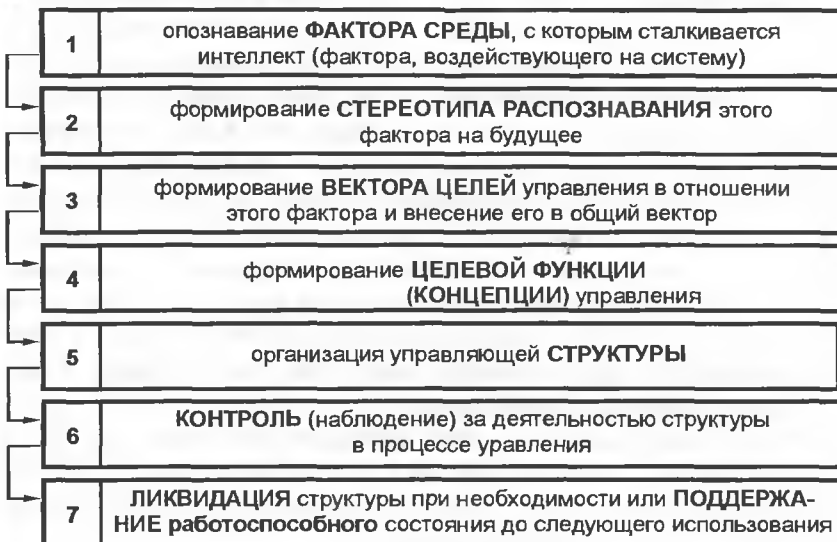 1
опознавание ФАКТОРА СРЕДЫ, с которым сталкивается
интеллект (фактора, воздействующего на систему)
2
формирование СТЕРЕОТИПА РАСПОЗНАВАНИЯ этого
фактора на будущее
3
формирование ВЕКТОРА ЦЕЛЕЙ управления в отношении
этого фактора и внесение его в общий вектор
4
формирование ЦЕЛЕВОЙ ФУНКЦИИ
(КОНЦЕПЦИИ) управления
5
организация управляющей СТРУКТУРЫ
6
КОНТРОЛЬ (наблюдение) за деятельностью структуры
в процессе уравления
7
ЛИКВИДАЦИЯ структуры при необходимости или ПОДДЕРЖА-
НИЕ работоспособного состояния до следующего использования